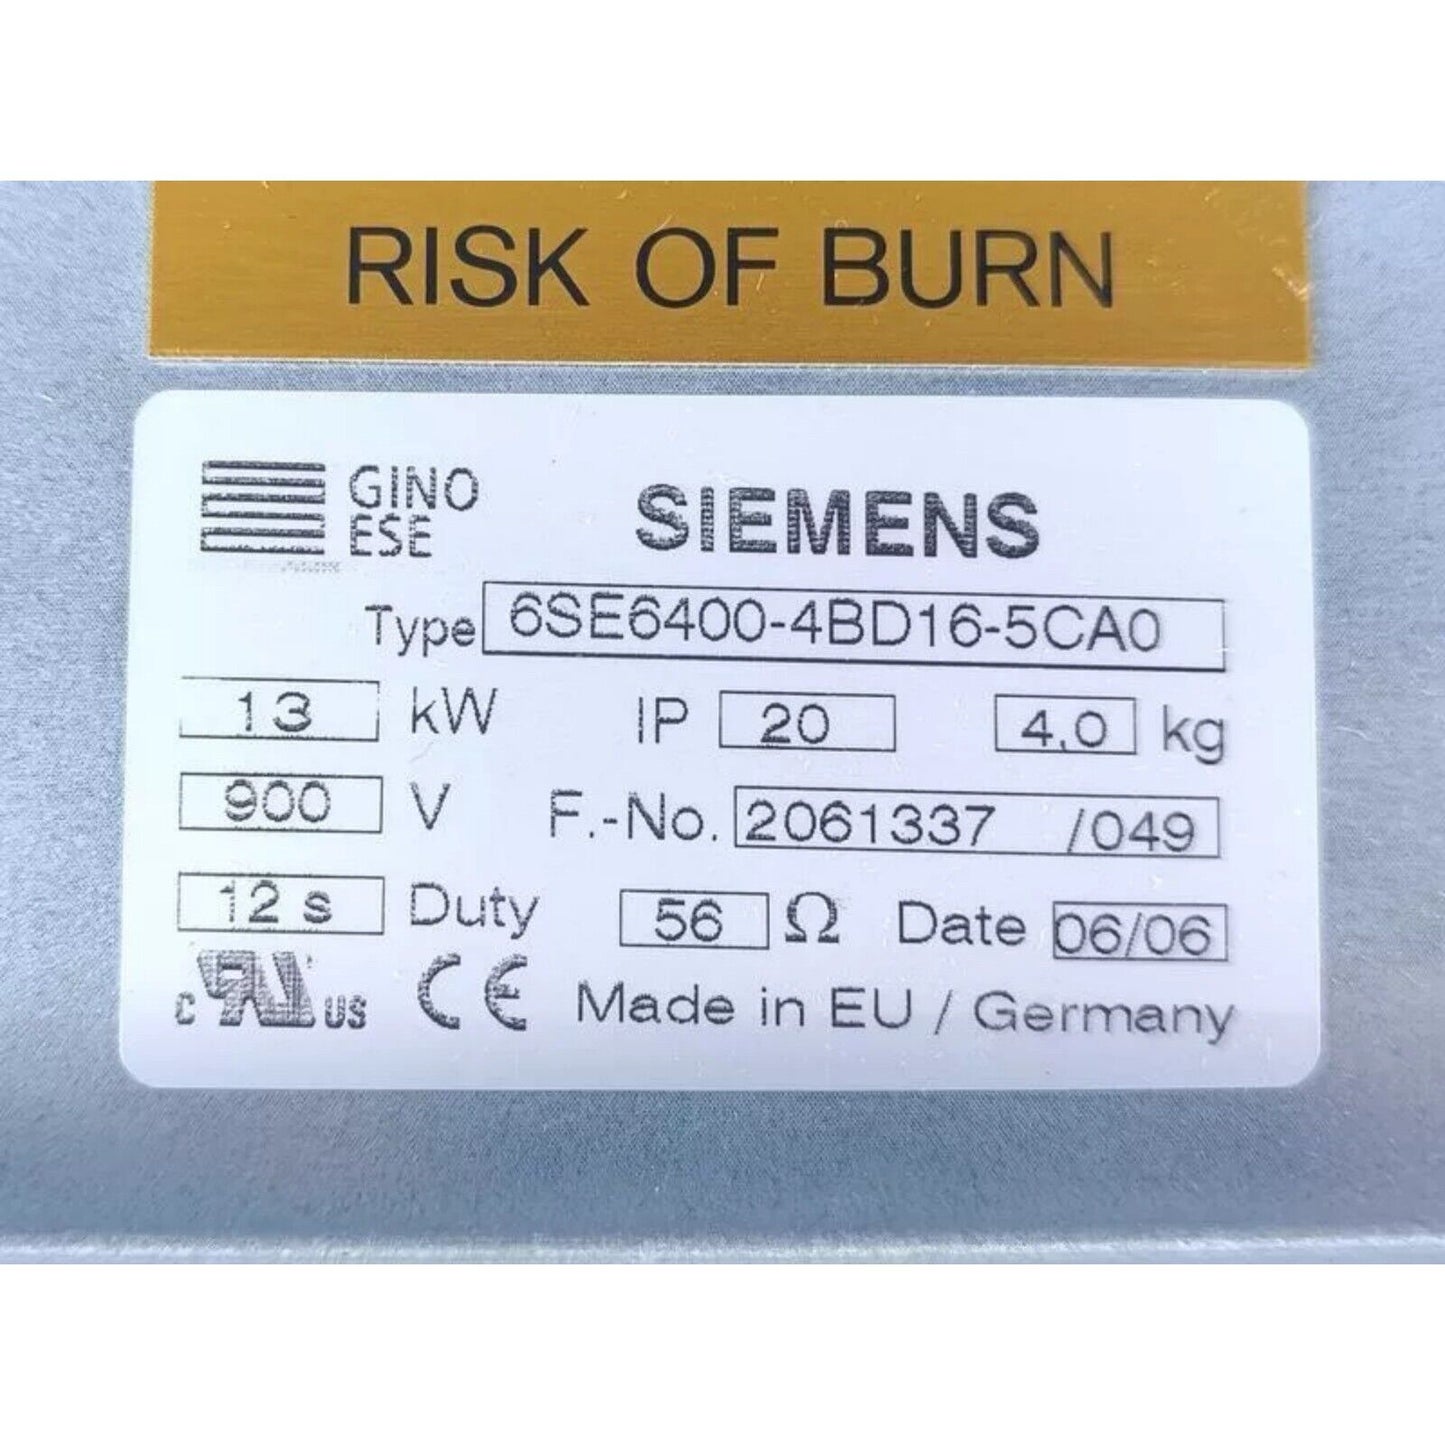 RISK OF BURN
GINO
ESE
SIEMENS
Type 6SE6400-4BD16-5CA0
13 kW IP 20 4,0 kg
900 V F.-No. 2061337 /049
12 s Duty 56 Ω Date 06/06
c RU US CE Made in EU / Germany